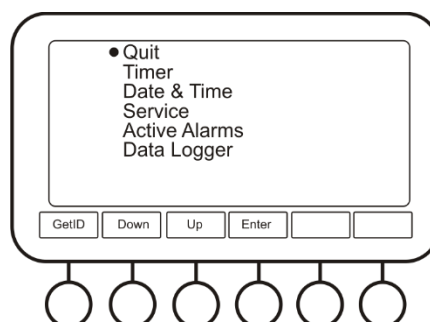 Quit
Timer
Date & Time
Service
Active Alarms
Data Logger
GetID Down Up Enter